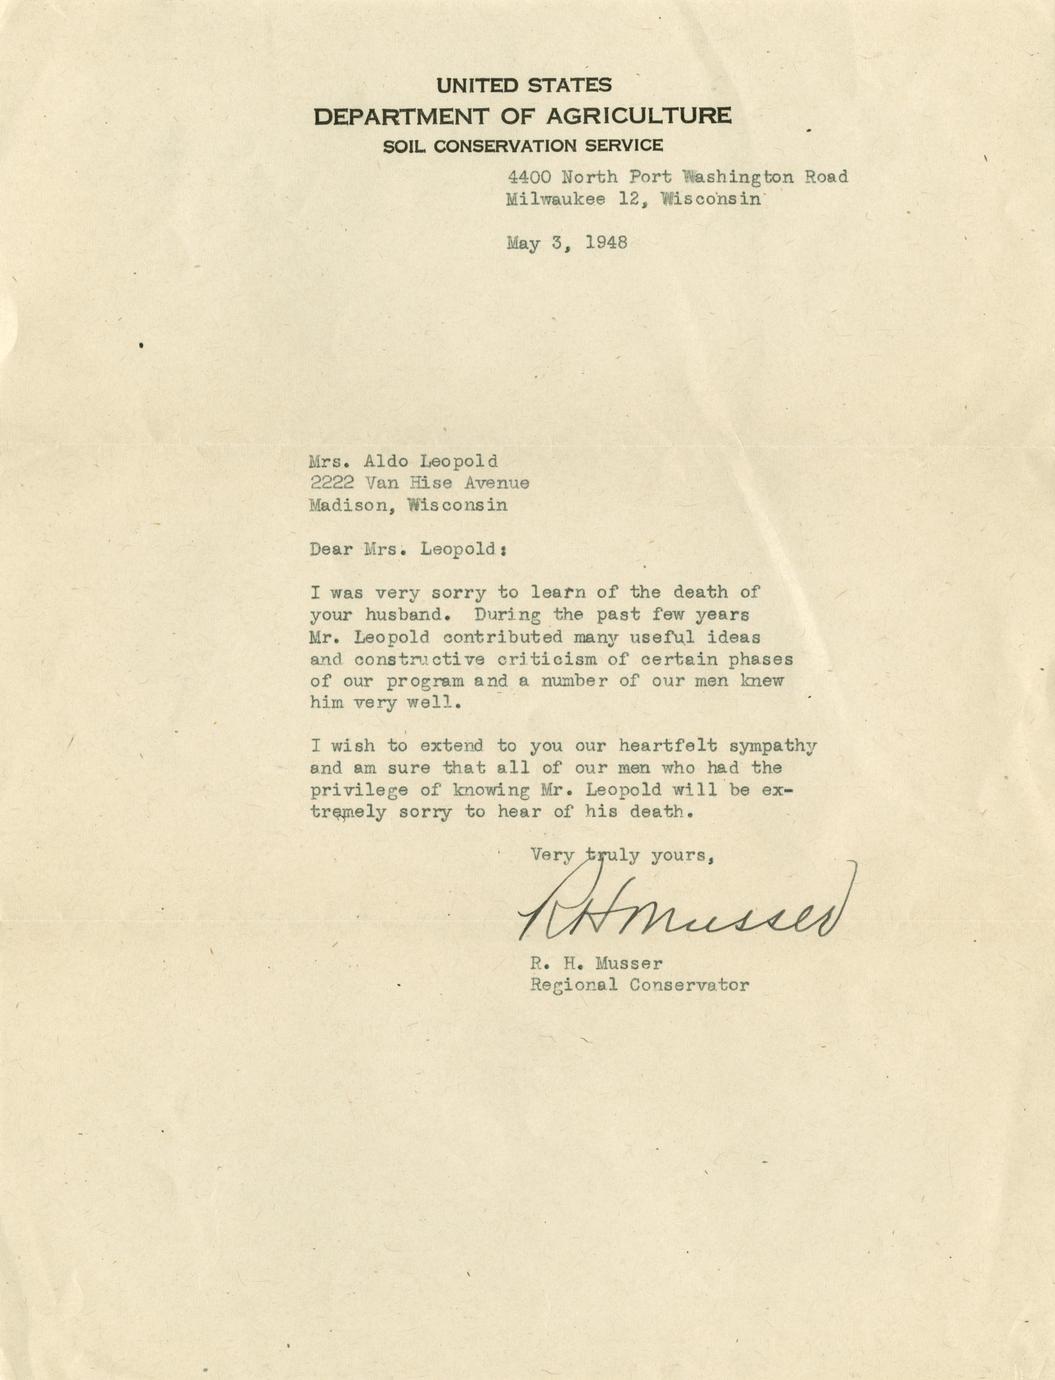 UNITED STATES
DEPARTMENT OF AGRICULTURE
SOIL CONSERVATION SERVICE
4400 North Port Washington Road
Milwaukee 12, Wisconsin
May 3, 1948
Mrs. Aldo Leopold
2222 Van Hise Avenue
Madison, Wisconsin
Dear Mrs. Leopold:
I was very sorry to learn of the death of
your husband. During the past few years
Mr. Leopold contributed many useful ideas
and constructive criticism of certain phases
of our program and a number of our men knew
him very well.
I wish to extend to you our heartfelt sympathy
and am sure that all of our men who had the
privilege of knowing Mr. Leopold will be ex-
tremely sorry to hear of his death.
Very truly yours,
R H Musser
R. H. Musser
Regional Conservator